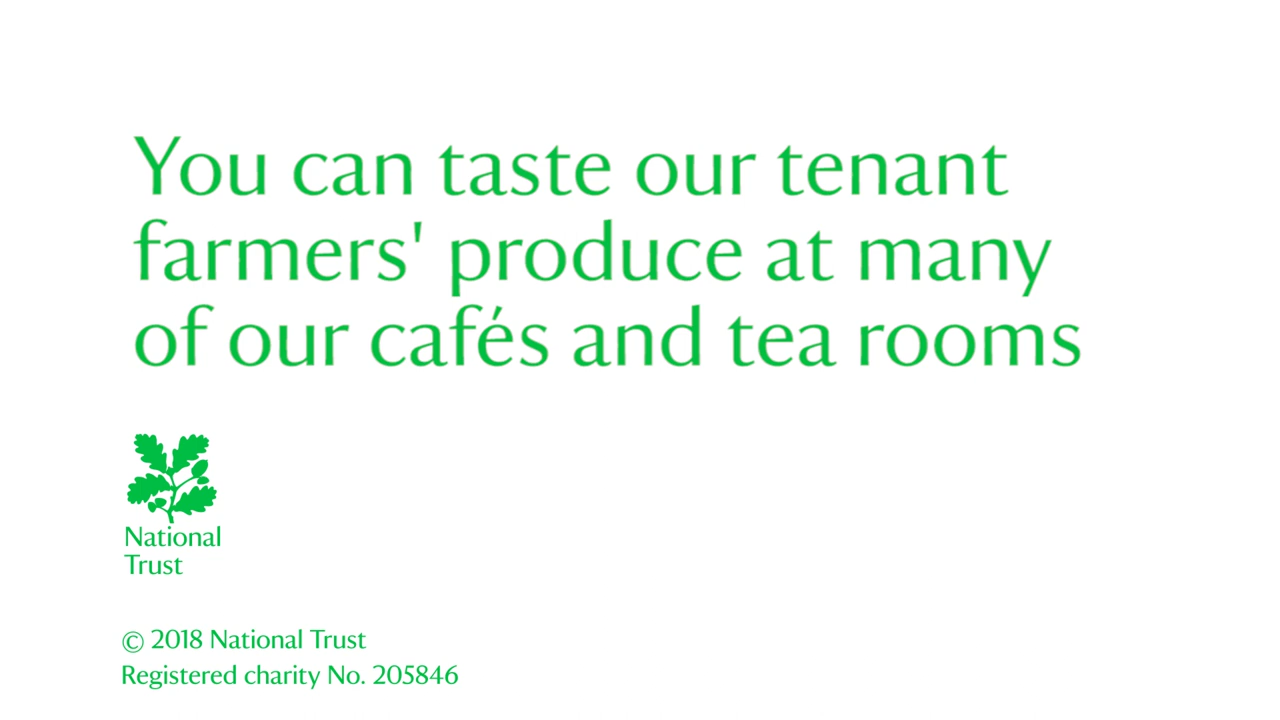 You can taste our tenant
farmers' produce at many
of our cafés and tea rooms
National
Trust
© 2018 National Trust
Registered charity No. 205846